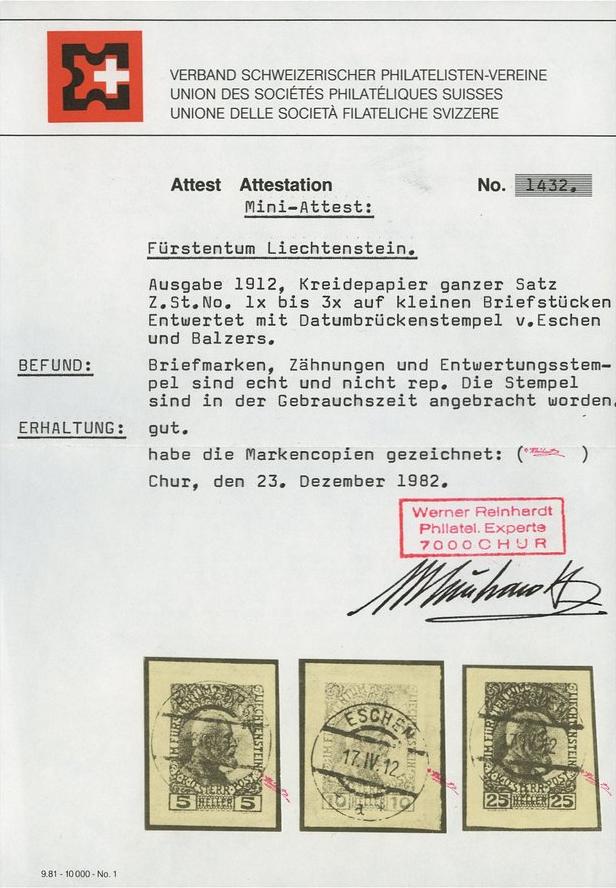 VERBAND SCHWEIZERISCHER PHILATELISTEN-VEREINE
UNION DES SOCIÉTÉS PHILATÉLIQUES SUISSES
UNIONE DELLE SOCIETÀ FILATELICHE SVIZZERE
Attest Attestation No. 1432.
Mini-Attest:
Fürstentum Liechtenstein.
Ausgabe 1912, Kreidepapier ganzer Satz
Z.St.No. 1x bis 3x auf kleinen Briefstücken
Entwertet mit Datumbrückenstempel v.Eschen
und Balzers.
BEFUND: Briefmarken, Zähnungen und Entwertungsstem-
pel sind echt und nicht rep. Die Stempel
sind in der Gebrauchszeit angebracht worden.
ERHALTUNG: gut.
habe die Markencopien gezeichnet: ( )
Chur, den 23. Dezember 1982.
Werner Reinhardt
Philatel. Experte
7000 CHUR
ESCHEN
17.IV.12
a
LIECHTENSTEIN
K.K. ÖSTERR. POST
5 HELLER 5
10 10
25 HELLER 25
9.81 - 10 000 - No. 1